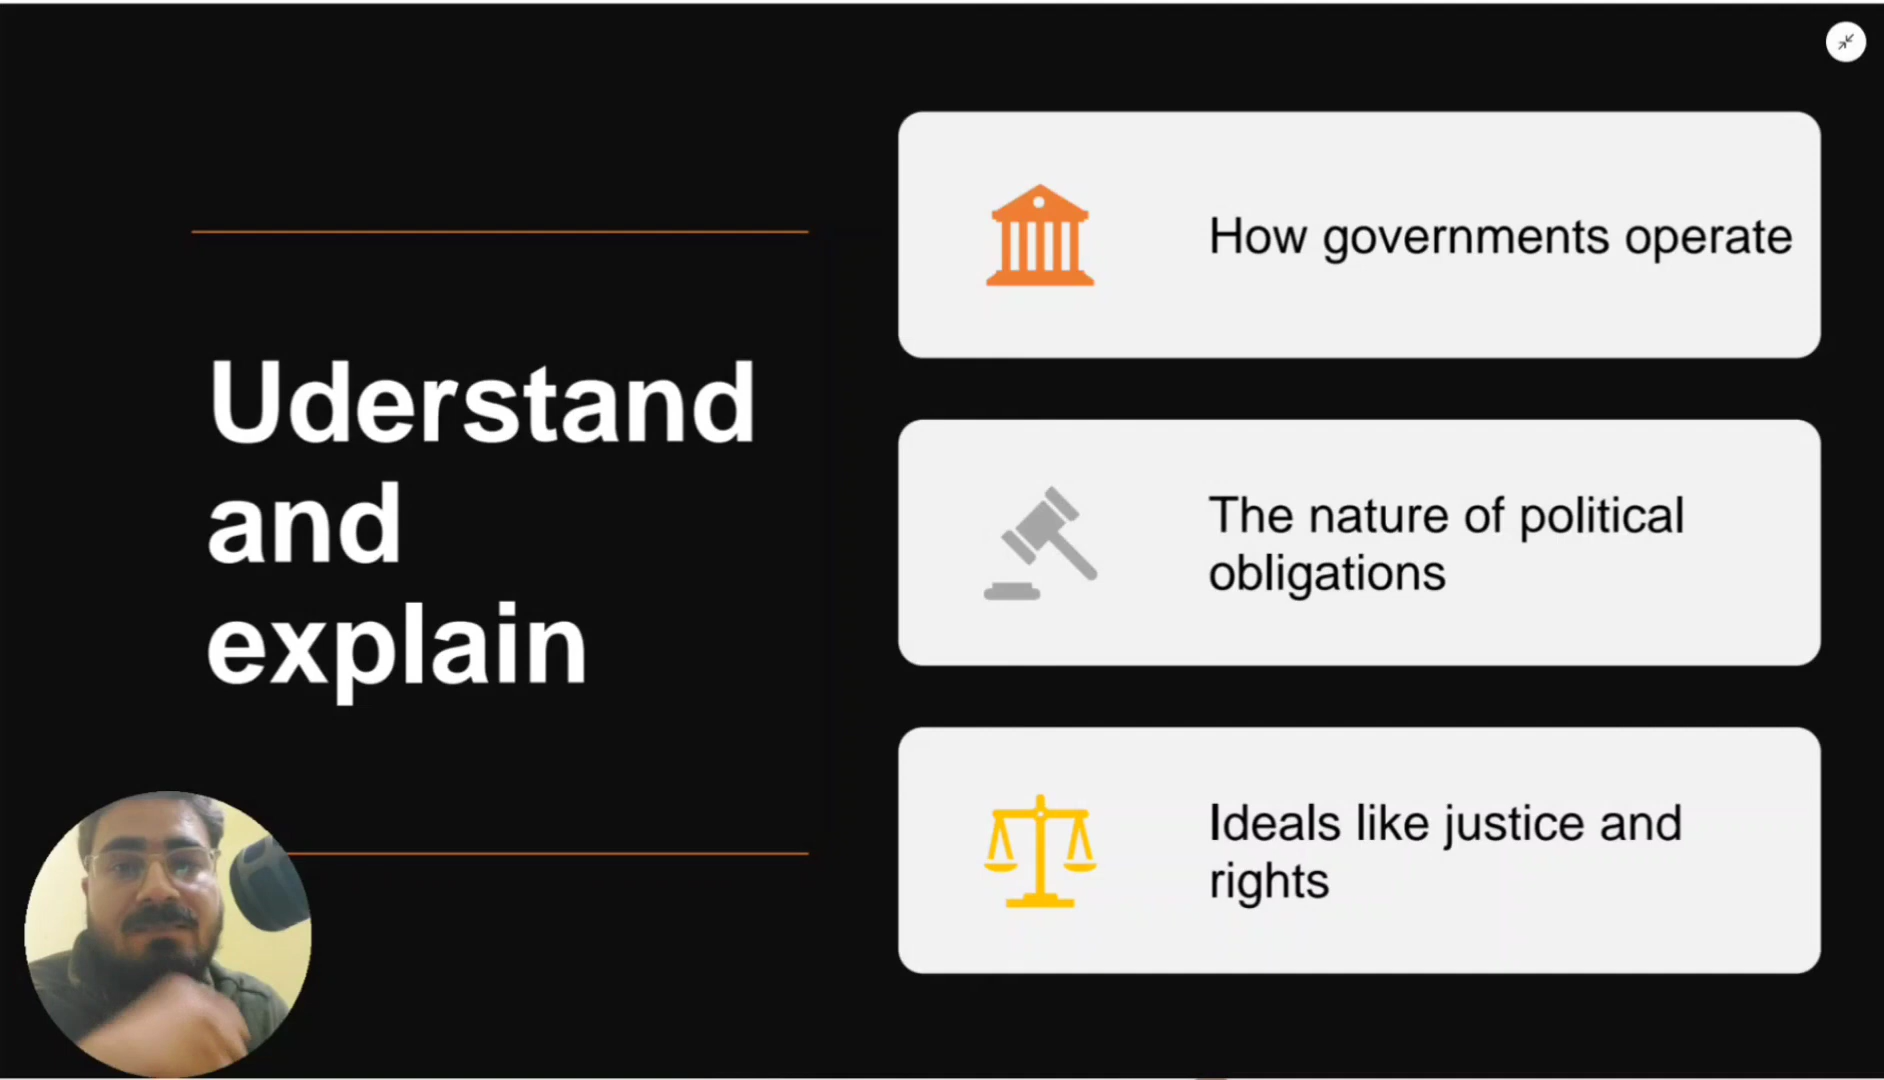 Uderstand
and
explain
How governments operate
The nature of political
obligations
Ideals like justice and
rights